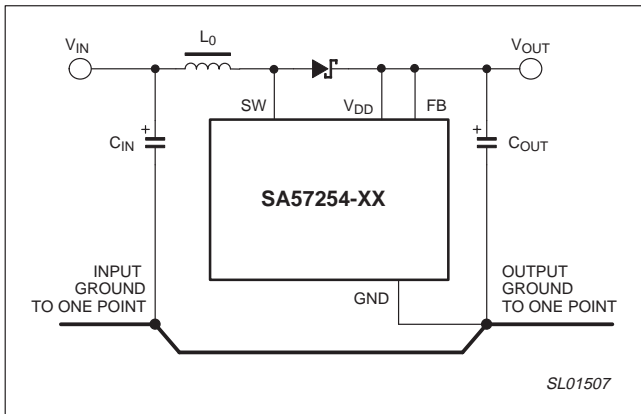 V_IN
L_0
V_OUT
SW
V_DD
FB
+
C_IN
+
C_OUT
SA57254-XX
INPUT
GROUND
TO ONE POINT
GND
OUTPUT
GROUND
TO ONE POINT
SL01507